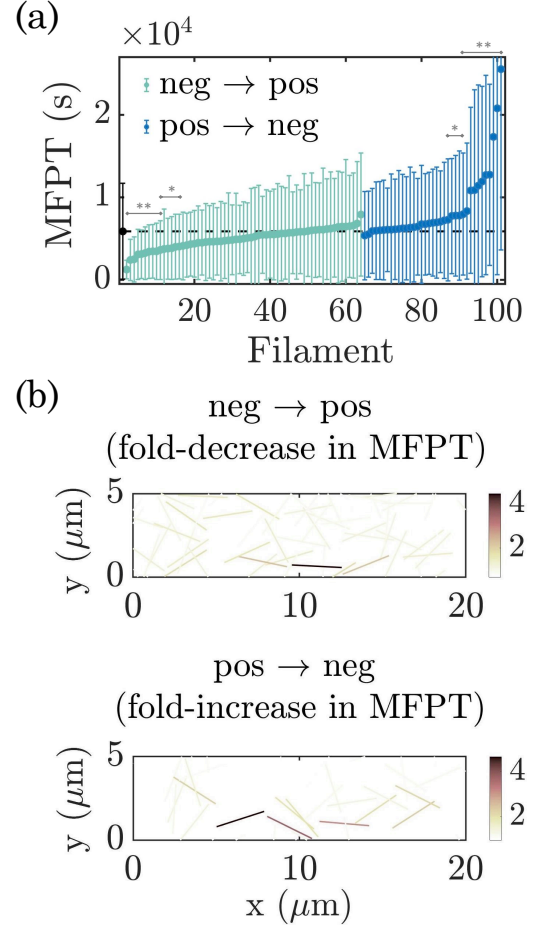 (a)
×10⁴
MFPT (s)
neg → pos
pos → neg
**
*
*
**
2
1
0
20 40 60 80 100
Filament
(b)
neg → pos
(fold-decrease in MFPT)
y (μm)
5
0
0 10 20
4
2
pos → neg
(fold-increase in MFPT)
y (μm)
5
0
0 10 20
x (μm)
4
2